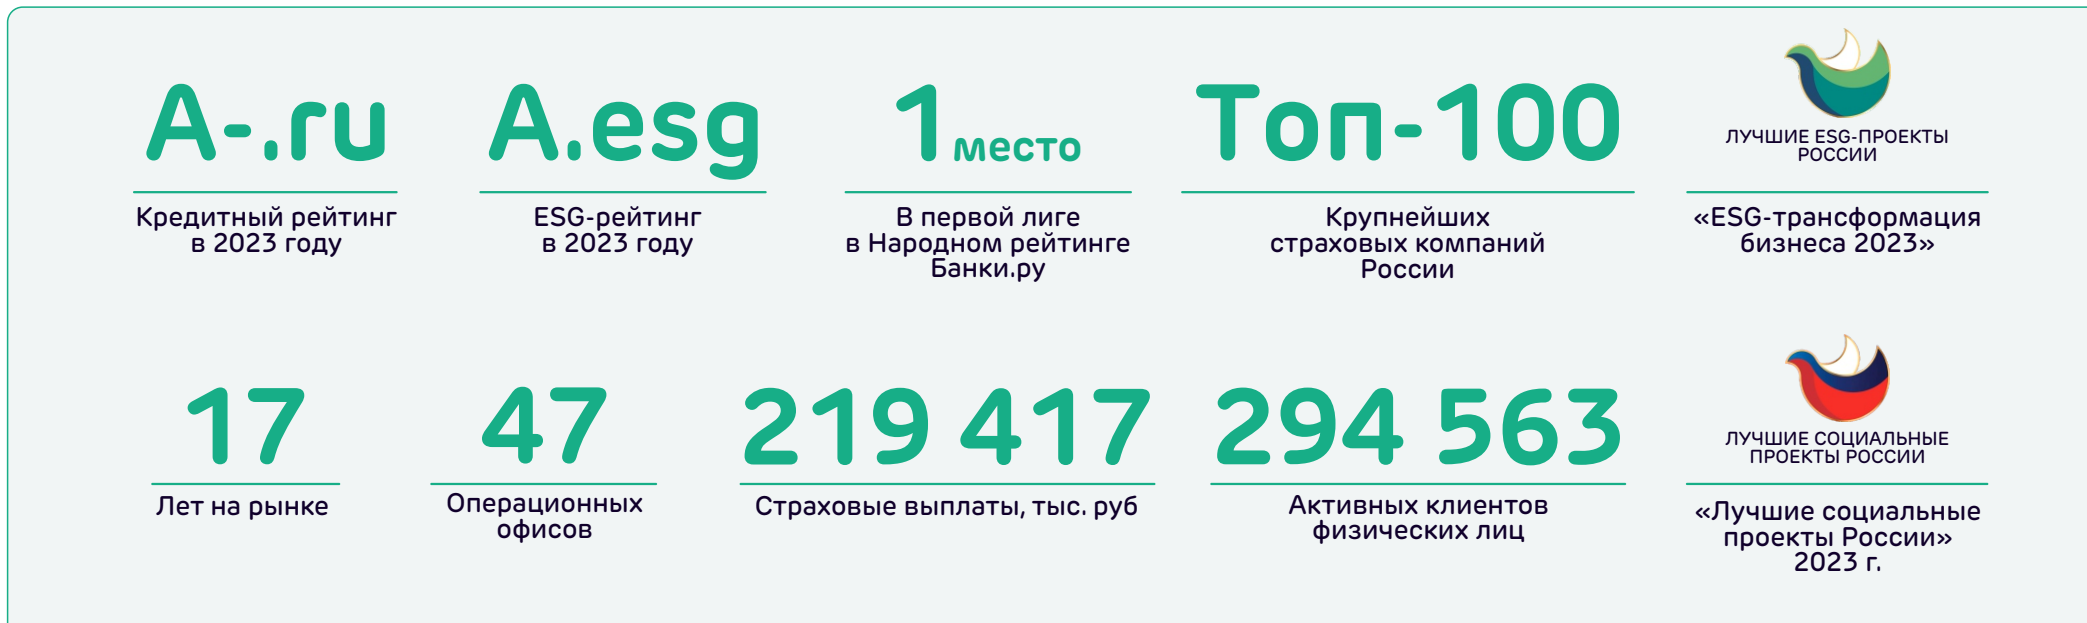 A-.ru
Кредитный рейтинг
в 2023 году
A.esg
ESG-рейтинг
в 2023 году
1 место
В первой лиге
в Народном рейтинге
Банки.ру
Топ-100
Крупнейших
страховых компаний
России
ЛУЧШИЕ ESG-ПРОЕКТЫ
РОССИИ
«ESG-трансформация
бизнеса 2023»
17
Лет на рынке
47
Операционных
офисов
219 417
Страховые выплаты, тыс. руб
294 563
Активных клиентов
физических лиц
ЛУЧШИЕ СОЦИАЛЬНЫЕ
ПРОЕКТЫ РОССИИ
«Лучшие социальные
проекты России»
2023 г.